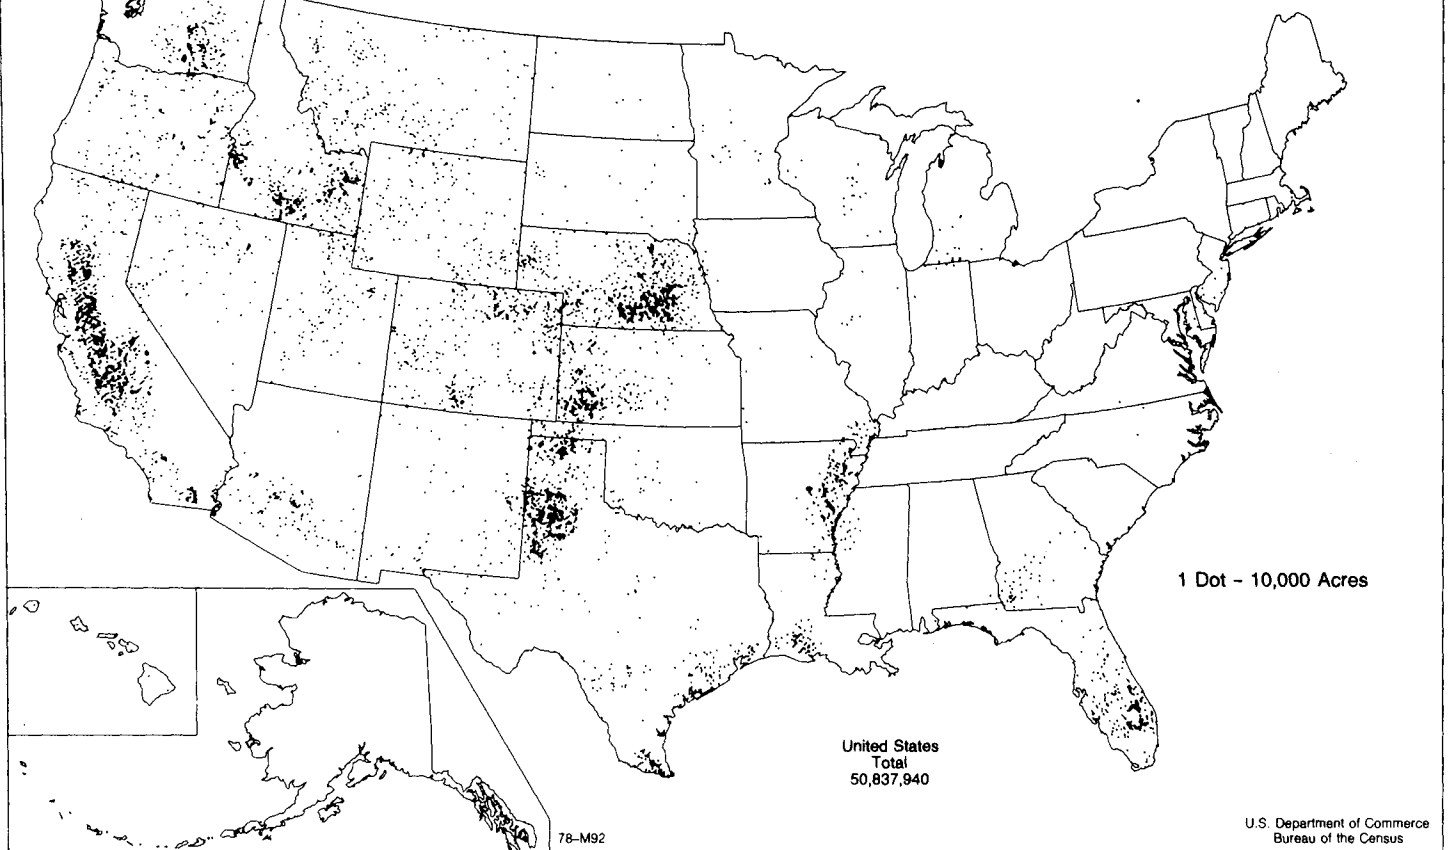 1 Dot – 10,000 Acres
United States
Total
50,837,940
78–M92
U.S. Department of Commerce
Bureau of the Census